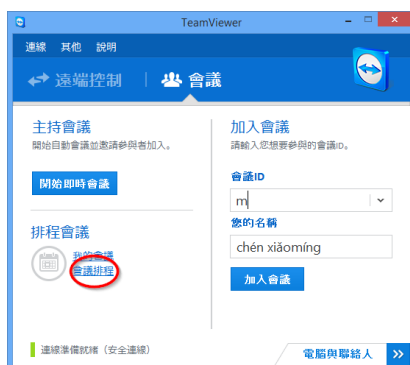 TeamViewer
連線 其他 說明
遠端控制 會議
主持會議
開始自動會議並邀請參與者加入。
開始即時會議
排程會議
我的會議
會議排程
加入會議
請輸入您想要參與的會議ID。
會議ID
m
您的名稱
chén xiǎomíng
加入會議
連線準備就緒（安全連線）
電腦與聯絡人